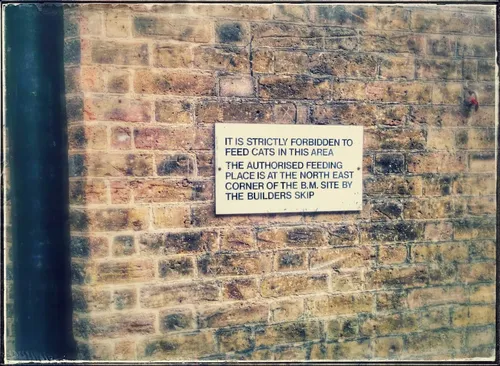 IT IS STRICTLY FORBIDDEN TO
FEED CATS IN THIS AREA
THE AUTHORISED FEEDING
PLACE IS AT THE NORTH EAST
CORNER OF THE B.M. SITE BY
THE BUILDERS SKIP